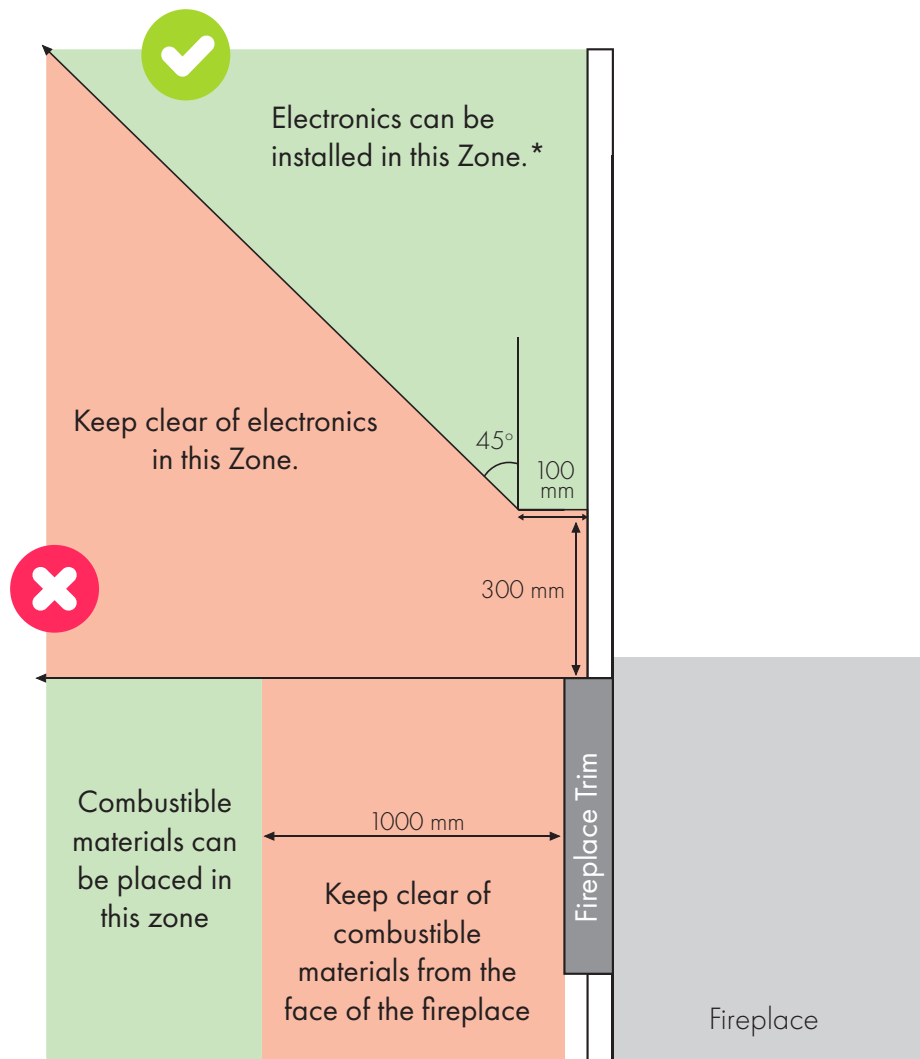 Electronics can be
installed in this Zone.*
Keep clear of electronics
in this Zone.
45°
100
mm
300 mm
Combustible
materials can
be placed in
this zone
1000 mm
Keep clear of
combustible
materials from the
face of the fireplace
Fireplace Trim
Fireplace